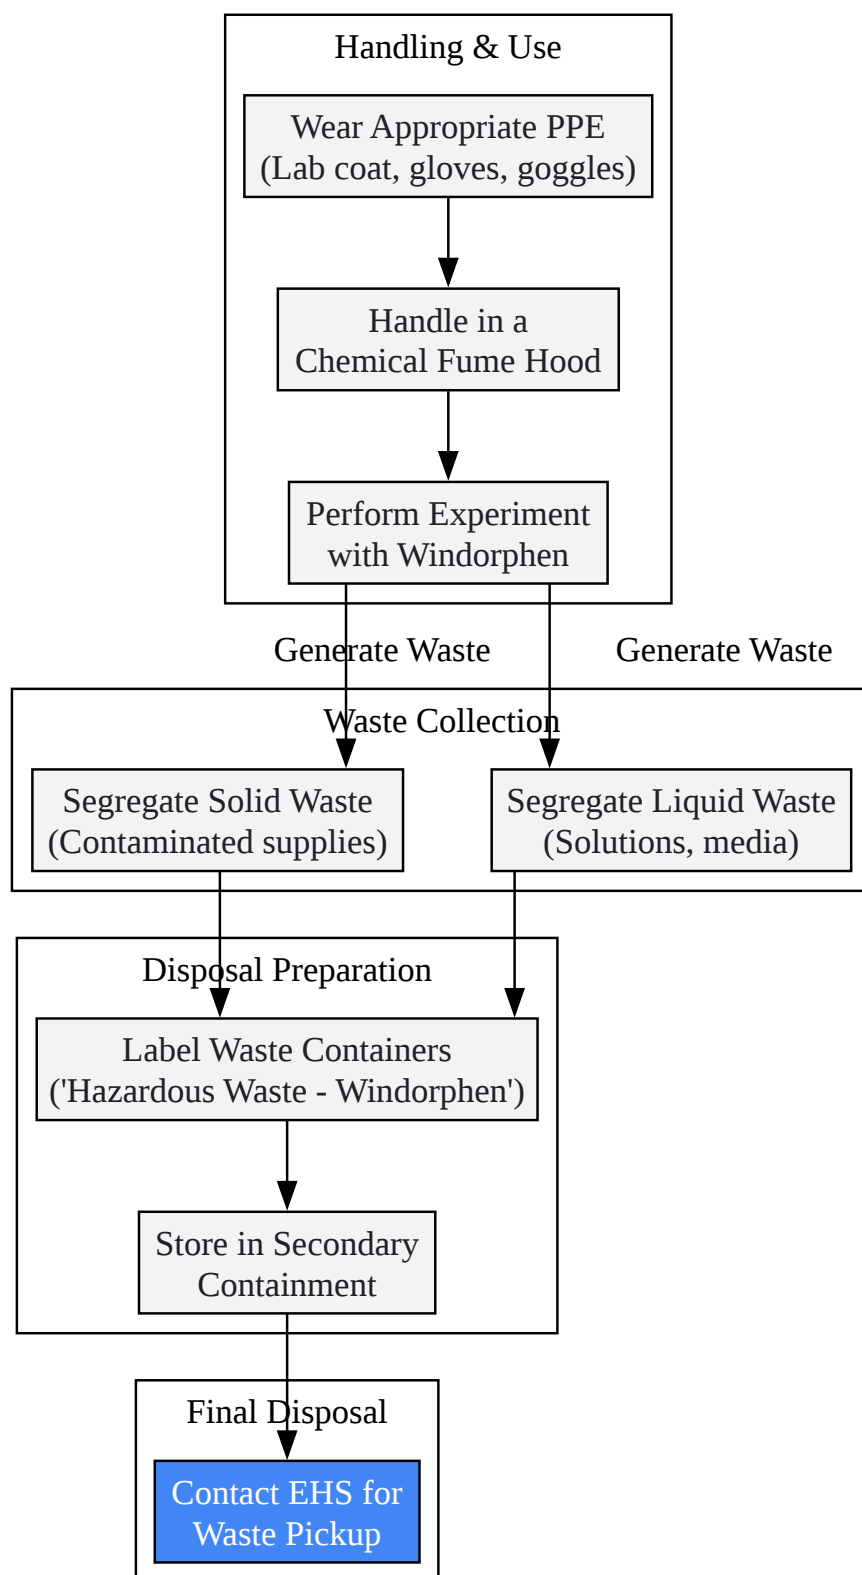 Handling & Use
Wear Appropriate PPE
(Lab coat, gloves, goggles)
Handle in a
Chemical Fume Hood
Perform Experiment
with Windorphen
Generate Waste
Generate Waste
Waste Collection
Segregate Solid Waste
(Contaminated supplies)
Segregate Liquid Waste
(Solutions, media)
Disposal Preparation
Label Waste Containers
('Hazardous Waste - Windorphen')
Store in Secondary
Containment
Final Disposal
Contact EHS for
Waste Pickup